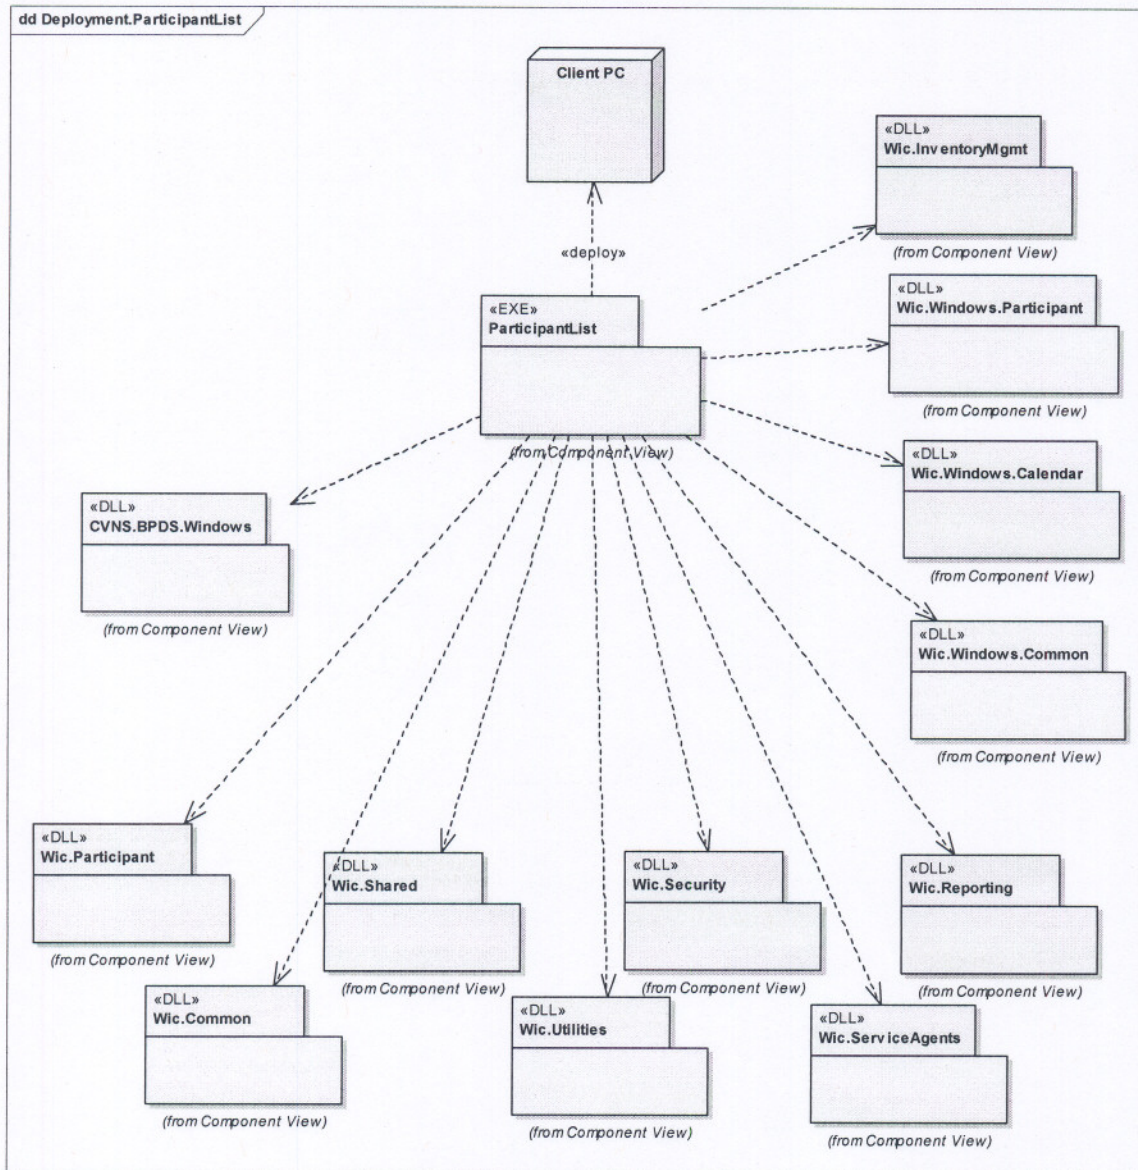 dd Deployment.ParticipantList
Client PC
«DLL»
Wic.InventoryMgmt
(from Component View)
«deploy»
«DLL»
Wic.Windows.Participant
(from Component View)
«EXE»
ParticipantList
(from Component View)
«DLL»
Wic.Windows.Calendar
(from Component View)
«DLL»
CVNS.BPDS.Windows
(from Component View)
«DLL»
Wic.Windows.Common
(from Component View)
«DLL»
Wic.Participant
(from Component View)
«DLL»
Wic.Shared
(from Component View)
«DLL»
Wic.Security
(from Component View)
«DLL»
Wic.Reporting
(from Component View)
«DLL»
Wic.Common
(from Component View)
«DLL»
Wic.Utilities
(from Component View)
«DLL»
Wic.ServiceAgents
(from Component View)